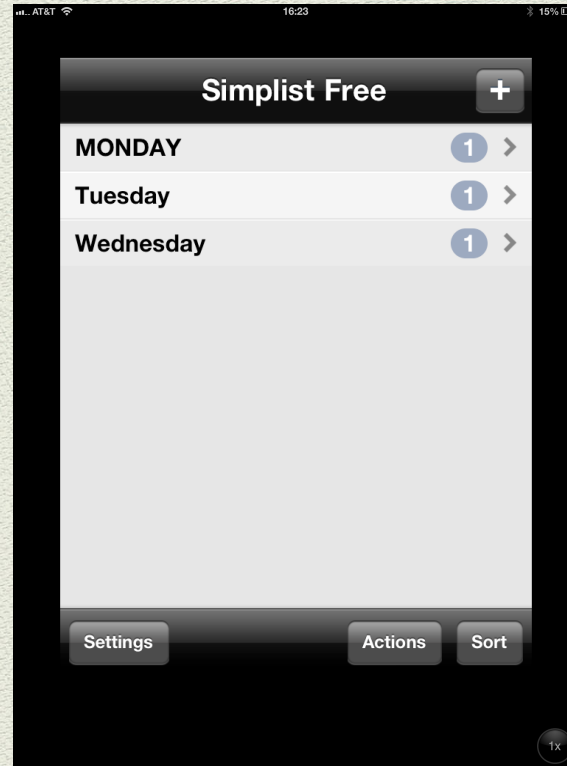 AT&T 16:23 15%
Simplist Free +
MONDAY 1
Tuesday 1
Wednesday 1
Settings Actions Sort
1x